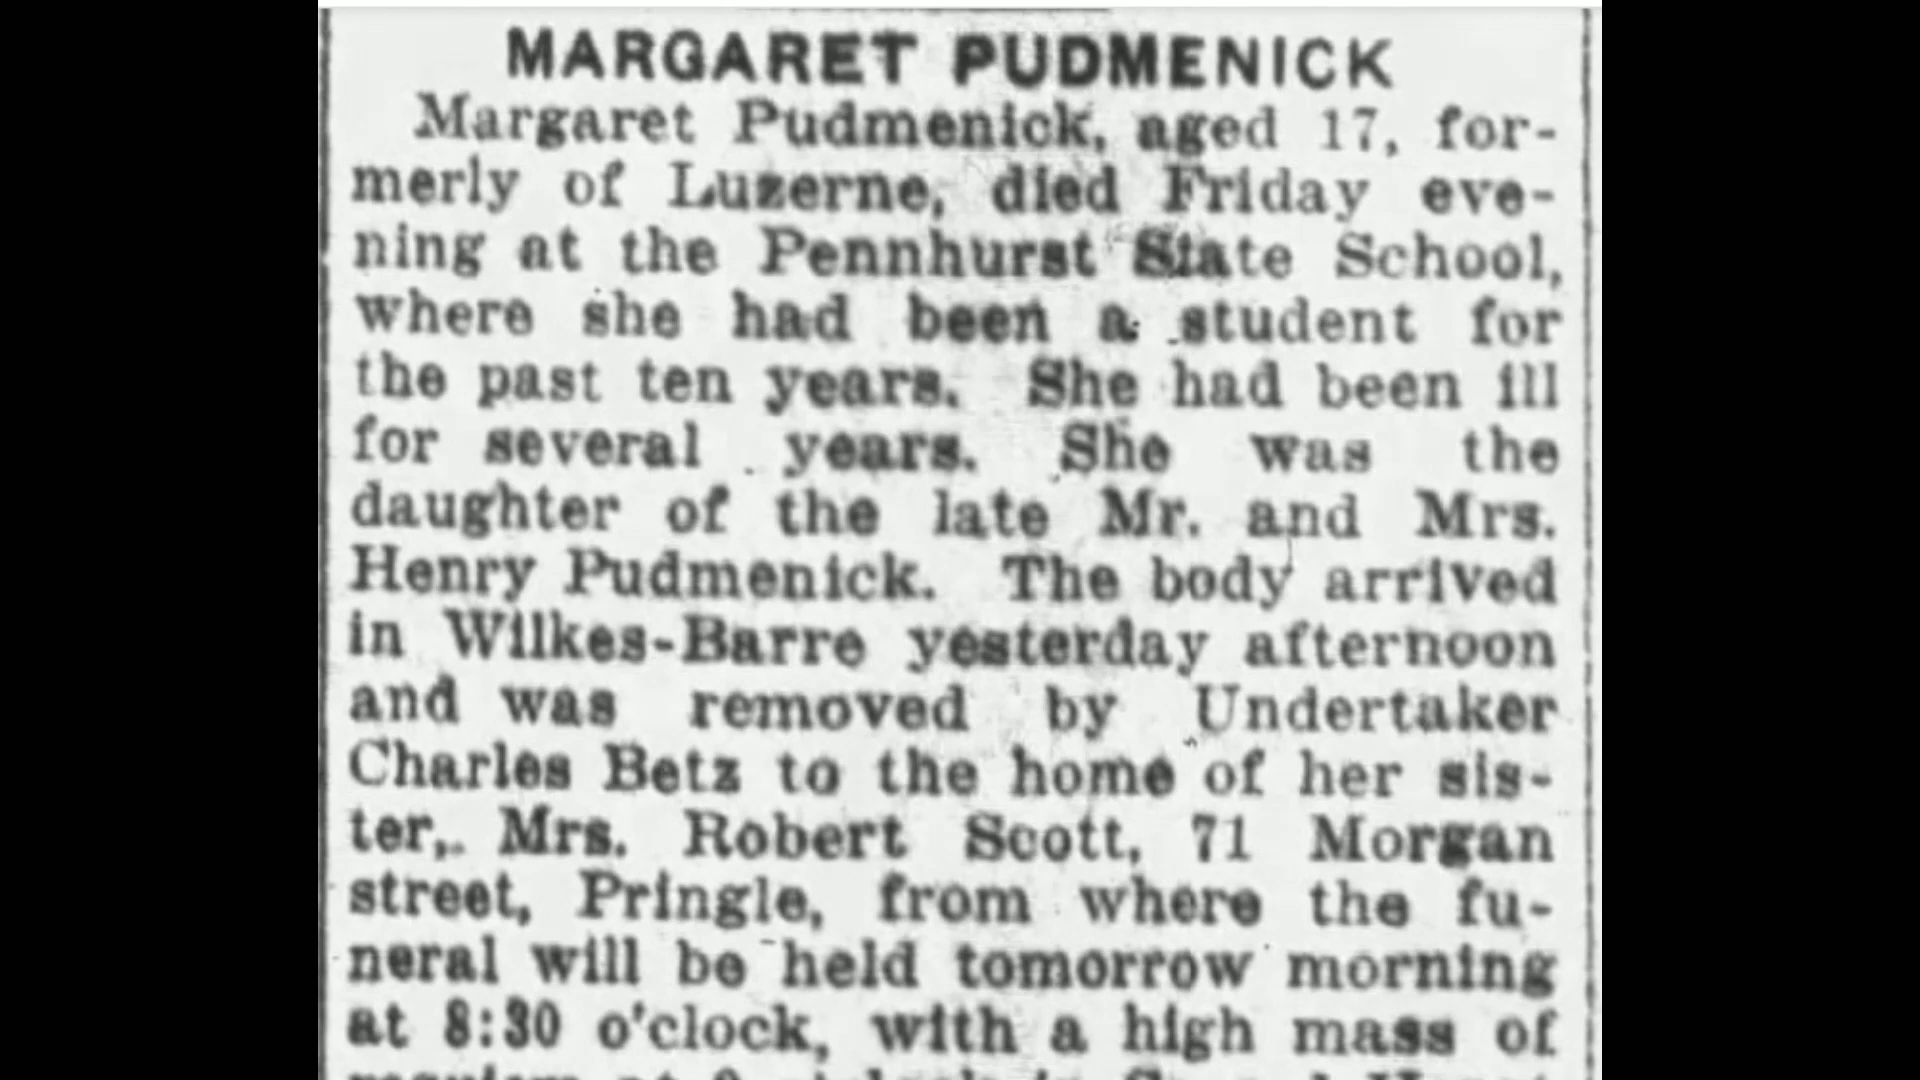 MARGARET PUDMENICK
Margaret Pudmenick, aged 17, for-
merly of Luzerne, died Friday eve-
ning at the Pennhurst State School,
where she had been a student for
the past ten years. She had been ill
for several years. She was the
daughter of the late Mr. and Mrs.
Henry Pudmenick. The body arrived
in Wilkes-Barre yesterday afternoon
and was removed by Undertaker
Charles Betz to the home of her sis-
ter, Mrs. Robert Scott, 71 Morgan
street, Pringle, from where the fu-
neral will be held tomorrow morning
at 8:30 o'clock, with a high mass of